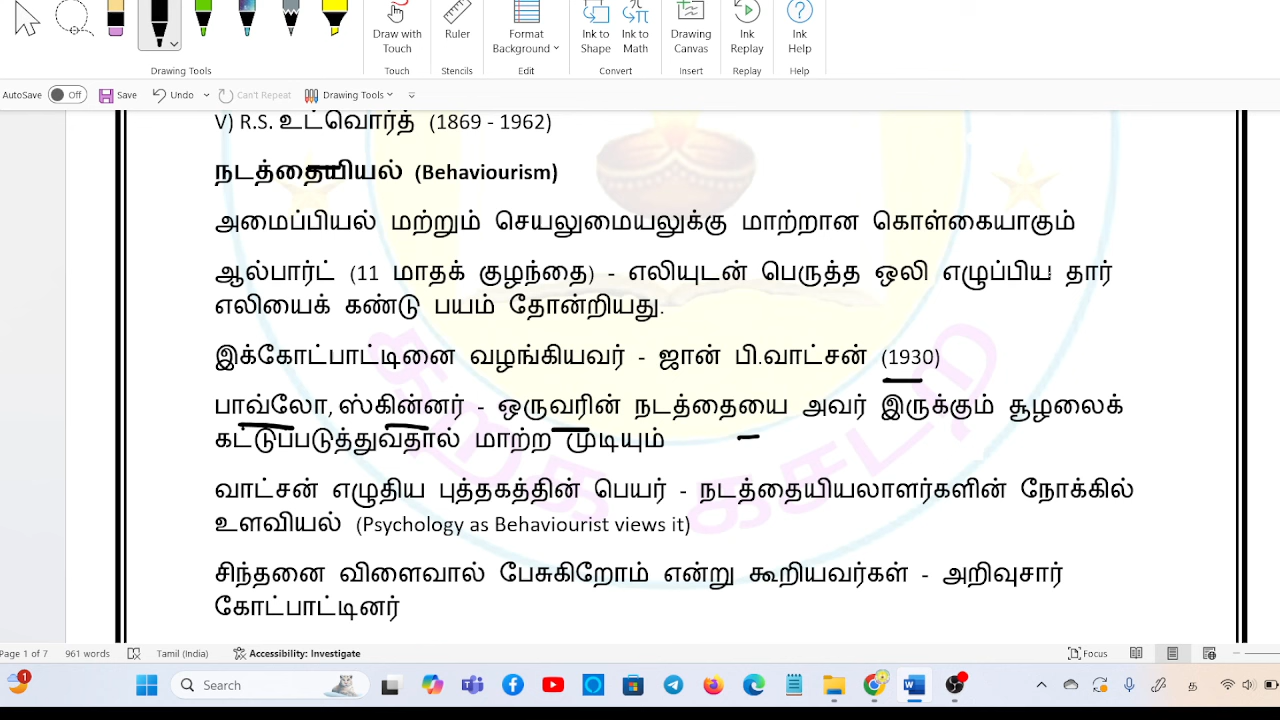 Draw with Touch
Ruler
Format Background
Ink to Shape
Ink to Math
Drawing Canvas
Ink Replay
Ink Help
Drawing Tools
Touch
Stencils
Edit
Convert
Insert
Replay
Help
AutoSave Off Save Undo Can't Repeat Drawing Tools
V) R.S. உட்வொர்த் (1869 - 1962)
நடத்தையியல் (Behaviourism)
அமைப்பியல் மற்றும் செயலுமையலுக்கு மாற்றான கொள்கையாகும்
ஆல்பார்ட் (11 மாதக் குழந்தை) - எலியுடன் பெருத்த ஒலி எழுப்பிய தார்
எலியைக் கண்டு பயம் தோன்றியது.
இக்கோட்பாட்டினை வழங்கியவர் - ஜான் பி.வாட்சன் (1930)
பாவ்லோ, ஸ்கின்னர் - ஒருவரின் நடத்தையை அவர் இருக்கும் சூழலைக்
கட்டுப்படுத்துவதால் மாற்ற முடியும்
வாட்சன் எழுதிய புத்தகத்தின் பெயர் - நடத்தையியலாளர்களின் நோக்கில்
உளவியல் (Psychology as Behaviourist views it)
சிந்தனை விளைவால் பேசுகிறோம் என்று கூறியவர்கள் - அறிவுசார்
கோட்பாட்டினர்
Page 1 of 7 961 words Tamil (India) Accessibility: Investigate Focus
1 Search